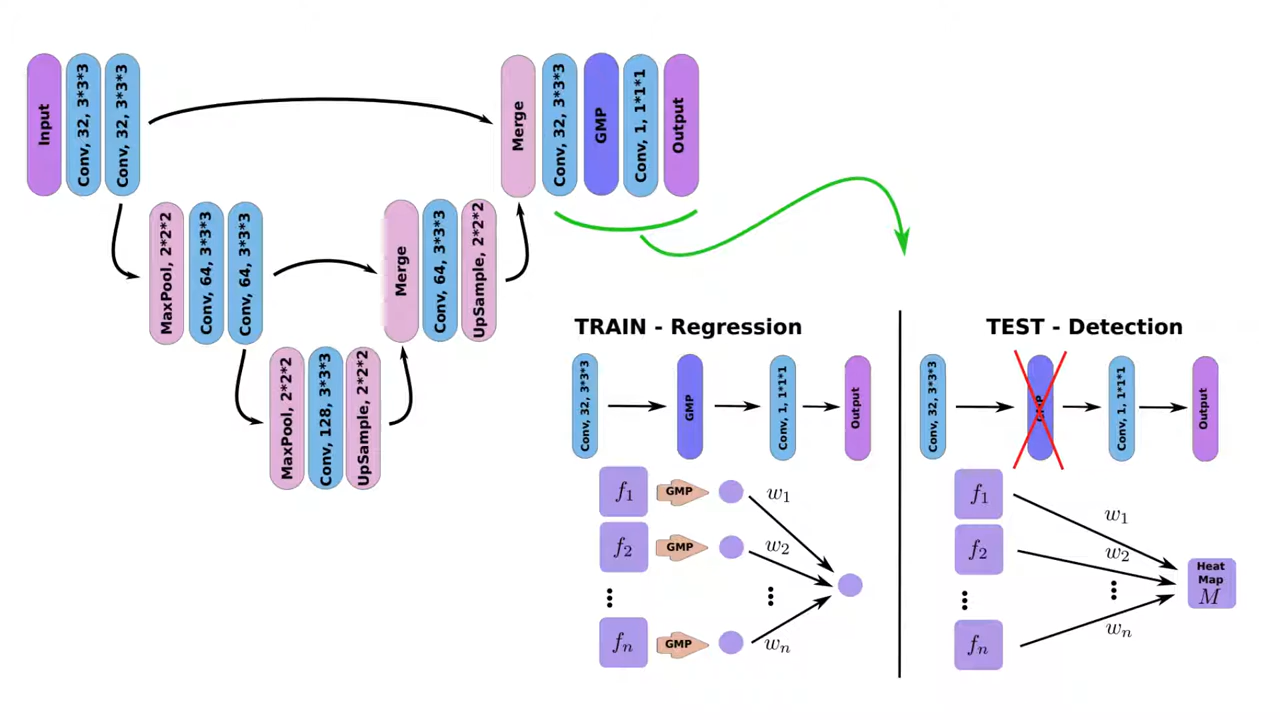 Input
Conv, 32, 3*3*3
Conv, 32, 3*3*3
Merge
Conv, 32, 3*3*3
GMP
Conv, 1, 1*1*1
Output
MaxPool, 2*2*2
Conv, 64, 3*3*3
Conv, 64, 3*3*3
Merge
Conv, 64, 3*3*3
UpSample, 2*2*2
MaxPool, 2*2*2
Conv, 128, 3*3*3
UpSample, 2*2*2
TRAIN - Regression
Conv, 32, 3*3*3
GMP
Conv, 1, 1*1*1
Output
f1 GMP w1
f2 GMP w2
...
...
fn GMP wn
TEST - Detection
Conv, 32, 3*3*3
GMP
Conv, 1, 1*1*1
Output
f1 w1
f2 w2
...
...
fn wn
Heat
Map
M